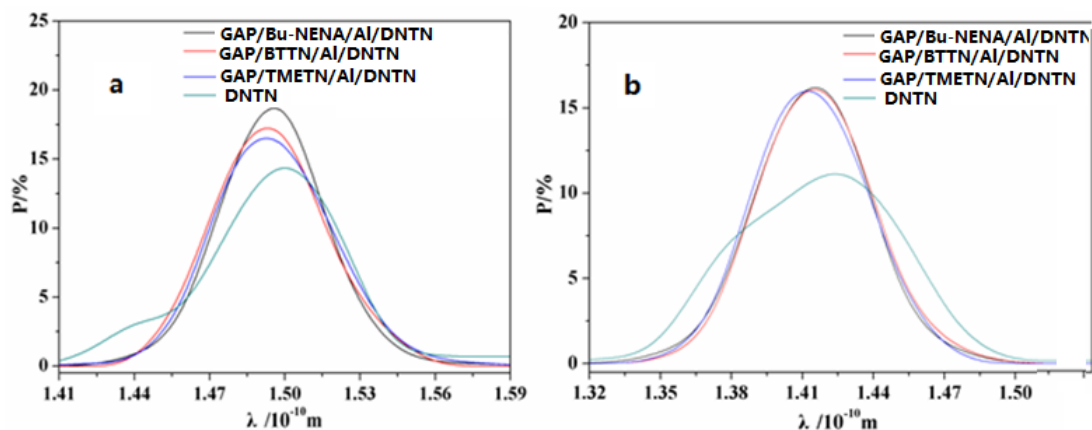 25
20
15
10
5
0
P/%
a
GAP/Bu-NENA/Al/DNTN
GAP/BTTN/Al/DNTN
GAP/TMETN/Al/DNTN
DNTN
1.41 1.44 1.47 1.50 1.53 1.56 1.59
λ /10⁻¹⁰m
20
15
10
5
0
P/%
b
GAP/Bu-NENA/Al/DNTN
GAP/BTTN/Al/DNTN
GAP/TMETN/Al/DNTN
DNTN
1.32 1.35 1.38 1.41 1.44 1.47 1.50
λ /10⁻¹⁰m